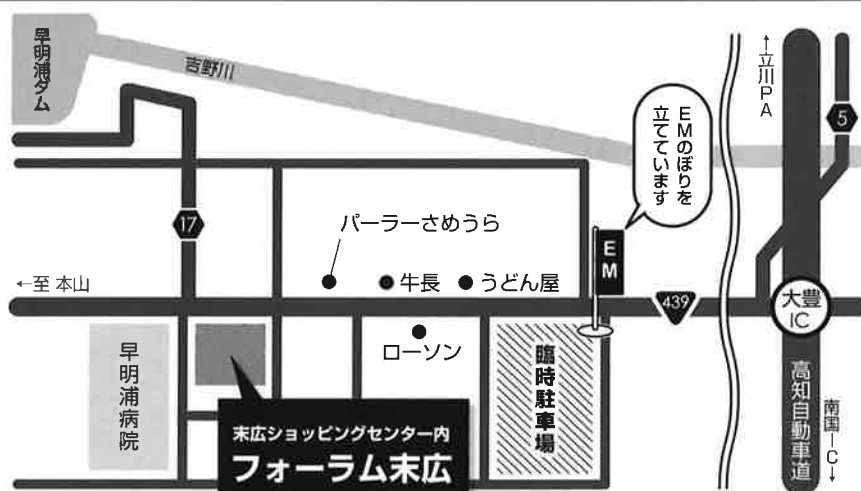 早明浦ダム
吉野川
↑立川PA
5
EMのぼりを
立てています
17
パーラーさめうら
EM
←至 本山
牛長
うどん屋
439
大豊
IC
ローソン
早明浦病院
臨時駐車場
高知自動車道
南国IC↓
末広ショッピングセンター内
フォーラム末広